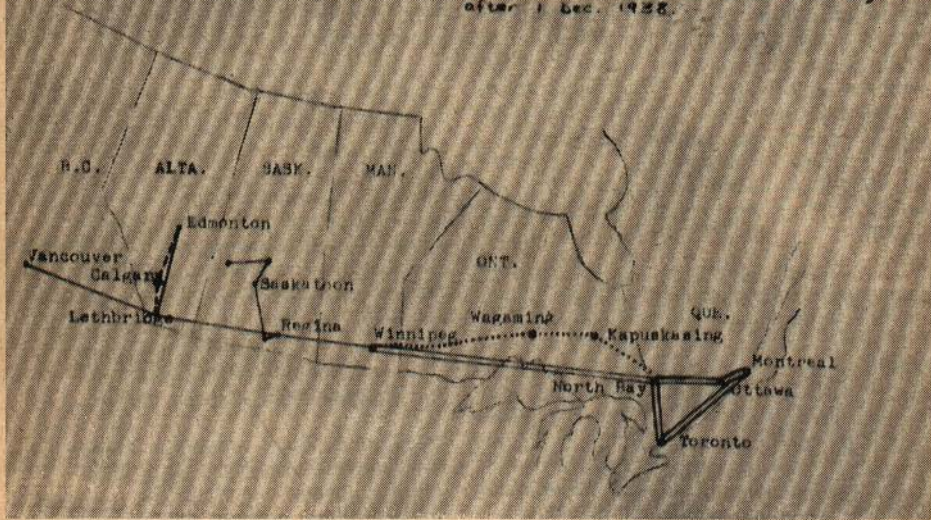 after 1 Dec. 1938.
B.C.
ALTA.
SASK.
MAN.
Edmonton
Vancouver
Calgary
Saskatoon
ONT.
Lethbridge
Regina
Winnipeg
Wagaming
QUE.
Kapuskasing
Montreal
North Bay
Ottawa
Toronto